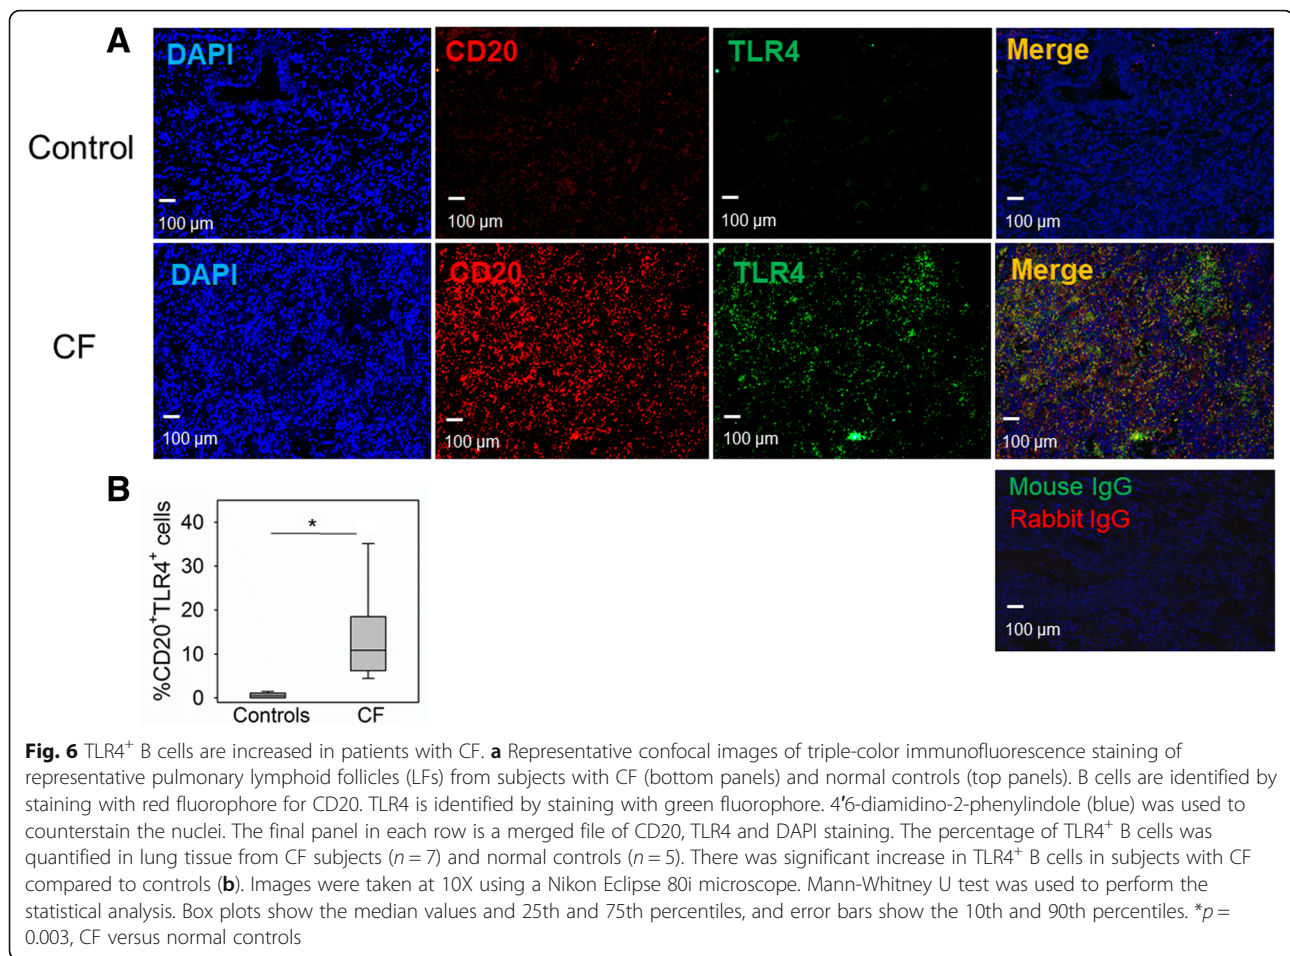 A
DAPI
CD20
TLR4
Merge
Control
100 µm
100 µm
100 µm
100 µm
DAPI
CD20
TLR4
Merge
CF
100 µm
100 µm
100 µm
100 µm
B
%CD20⁺TLR4⁺ cells
40
30
20
10
0
*
Controls
CF
Mouse IgG
Rabbit IgG
100 µm
Fig. 6 TLR4⁺ B cells are increased in patients with CF. a Representative confocal images of triple-color immunofluorescence staining of
representative pulmonary lymphoid follicles (LFs) from subjects with CF (bottom panels) and normal controls (top panels). B cells are identified by
staining with red fluorophore for CD20. TLR4 is identified by staining with green fluorophore. 4′6-diamidino-2-phenylindole (blue) was used to
counterstain the nuclei. The final panel in each row is a merged file of CD20, TLR4 and DAPI staining. The percentage of TLR4⁺ B cells was
quantified in lung tissue from CF subjects (n = 7) and normal controls (n = 5). There was significant increase in TLR4⁺ B cells in subjects with CF
compared to controls (b). Images were taken at 10X using a Nikon Eclipse 80i microscope. Mann-Whitney U test was used to perform the
statistical analysis. Box plots show the median values and 25th and 75th percentiles, and error bars show the 10th and 90th percentiles. *p =
0.003, CF versus normal controls